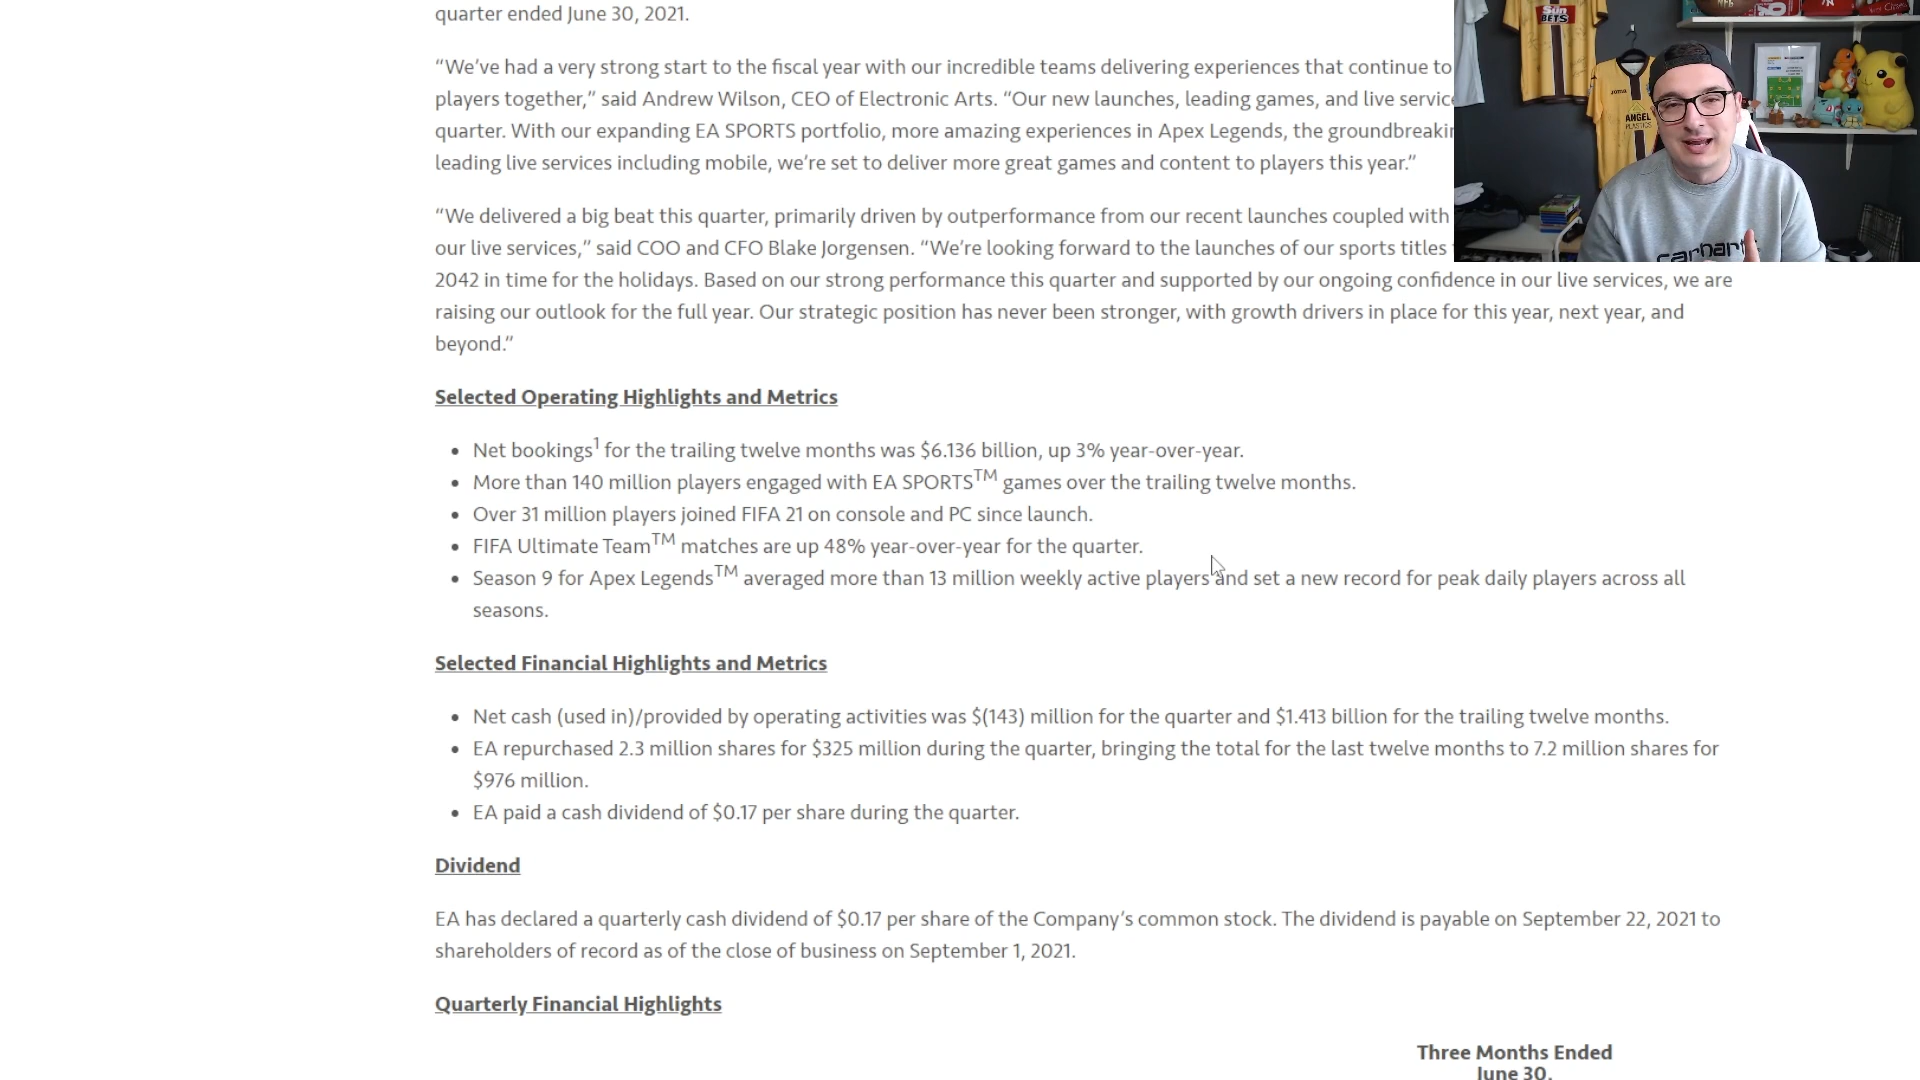 quarter ended June 30, 2021.
“We’ve had a very strong start to the fiscal year with our incredible teams delivering experiences that continue to
players together,” said Andrew Wilson, CEO of Electronic Arts. “Our new launches, leading games, and live
quarter. With our expanding EA SPORTS portfolio, more amazing experiences in Apex Legends, the
leading live services including mobile, we’re set to deliver more great games and content to players this year.”
“We delivered a big beat this quarter, primarily driven by outperformance from our recent launches coupled with
our live services,” said COO and CFO Blake Jorgensen. “We’re looking forward to the launches of our sports titles
2042 in time for the holidays. Based on our strong performance this quarter and supported by our ongoing confidence in our live services, we are
raising our outlook for the full year. Our strategic position has never been stronger, with growth drivers in place for this year, next year, and
beyond.”
Selected Operating Highlights and Metrics
• Net bookings1 for the trailing twelve months was $6.136 billion, up 3% year-over-year.
• More than 140 million players engaged with EA SPORTSTM games over the trailing twelve months.
• Over 31 million players joined FIFA 21 on console and PC since launch.
• FIFA Ultimate TeamTM matches are up 48% year-over-year for the quarter.
• Season 9 for Apex LegendsTM averaged more than 13 million weekly active players and set a new record for peak daily players across all
seasons.
Selected Financial Highlights and Metrics
• Net cash (used in)/provided by operating activities was $(143) million for the quarter and $1.413 billion for the trailing twelve months.
• EA repurchased 2.3 million shares for $325 million during the quarter, bringing the total for the last twelve months to 7.2 million shares for
$976 million.
• EA paid a cash dividend of $0.17 per share during the quarter.
Dividend
EA has declared a quarterly cash dividend of $0.17 per share of the Company’s common stock. The dividend is payable on September 22, 2021 to
shareholders of record as of the close of business on September 1, 2021.
Quarterly Financial Highlights
Three Months Ended
June 30,
Sun
BETS
Joma
ANGEL
PLASTICS
carhart